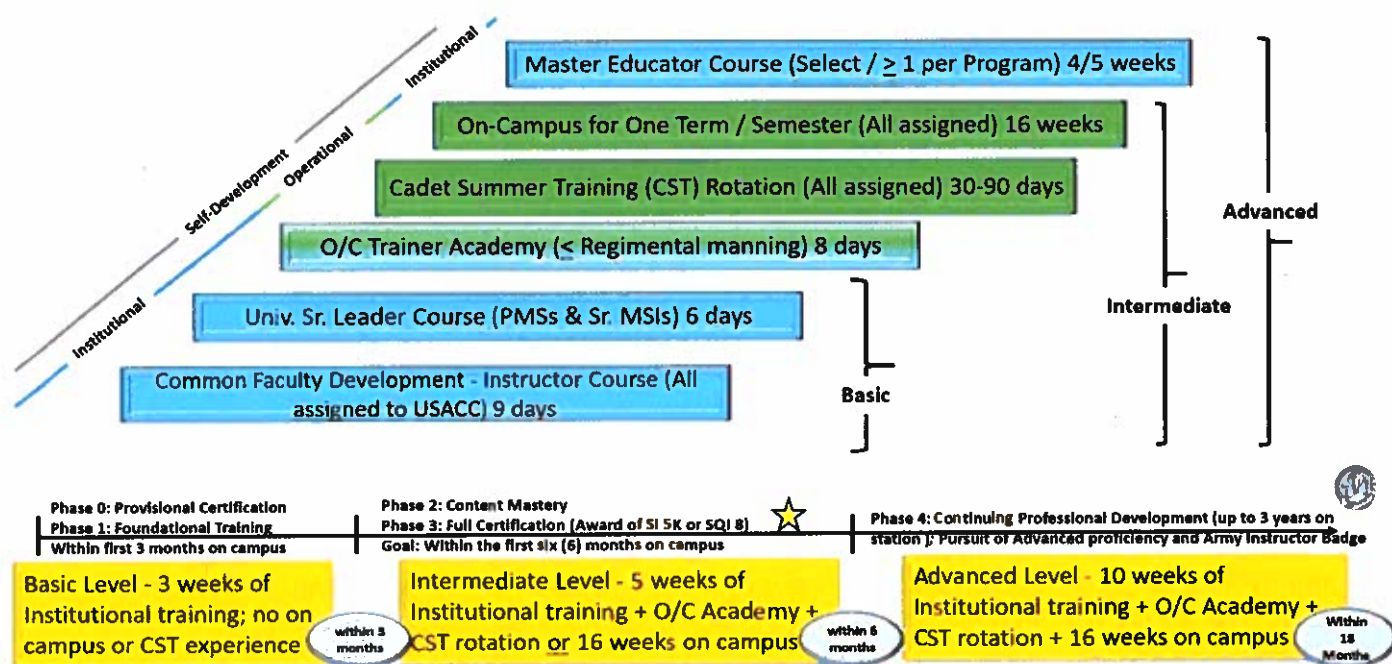 Institutional
Operational
Self-Development
Institutional
Master Educator Course (Select / ≥ 1 per Program) 4/5 weeks
On-Campus for One Term / Semester (All assigned) 16 weeks
Cadet Summer Training (CST) Rotation (All assigned) 30-90 days
O/C Trainer Academy (≤ Regimental manning) 8 days
Univ. Sr. Leader Course (PMSs & Sr. MSIs) 6 days
Common Faculty Development - Instructor Course (All
assigned to USACC) 9 days
Advanced
Intermediate
Basic
Phase 0: Provisional Certification
Phase 1: Foundational Training
Within first 3 months on campus
Phase 2: Content Mastery
Phase 3: Full Certification (Award of SI 5K or SQI 8)
Goal: Within the first six (6) months on campus
Phase 4: Continuing Professional Development (up to 3 years on
station ): Pursuit of Advanced proficiency and Army Instructor Badge
Basic Level - 3 weeks of
Institutional training; no on
campus or CST experience
within 3
months
Intermediate Level - 5 weeks of
Institutional training + O/C Academy +
CST rotation or 16 weeks on campus
within 6
months
Advanced Level - 10 weeks of
Institutional training + O/C Academy +
CST rotation + 16 weeks on campus
Within
18
Months